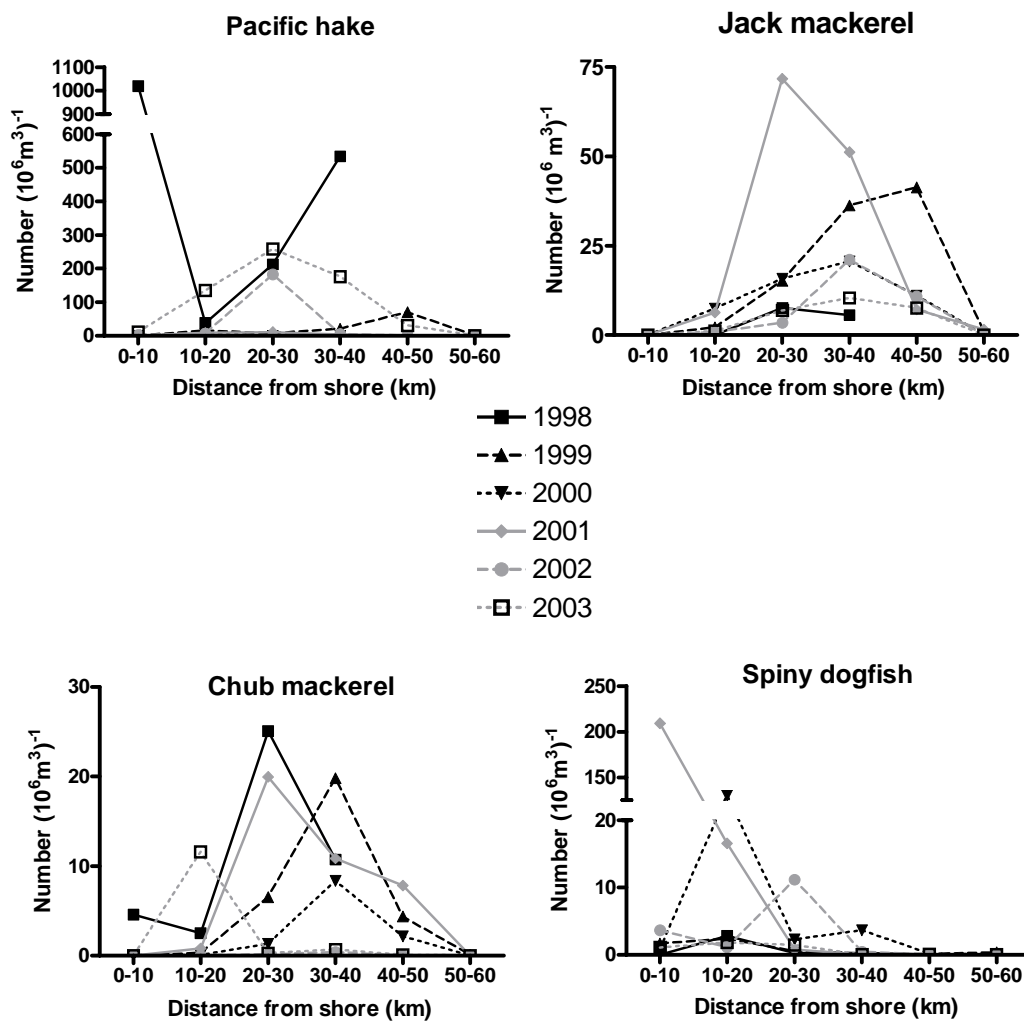 Pacific hake
1100
1000
900
600
500
400
300
200
100
0
Number (10⁶m³)⁻¹
0-10 10-20 20-30 30-40 40-50 50-60
Distance from shore (km)
Jack mackerel
75
50
25
0
Number (10⁶ m³)⁻¹
0-10 10-20 20-30 30-40 40-50 50-60
Distance from shore (km)
1998
1999
2000
2001
2002
2003
Chub mackerel
30
20
10
0
Number (10⁶m³)⁻¹
0-10 10-20 20-30 30-40 40-50 50-60
Distance from shore (km)
Spiny dogfish
250
200
150
20
10
0
Number (10⁶m³)⁻¹
0-10 10-20 20-30 30-40 40-50 50-60
Distance from shore (km)